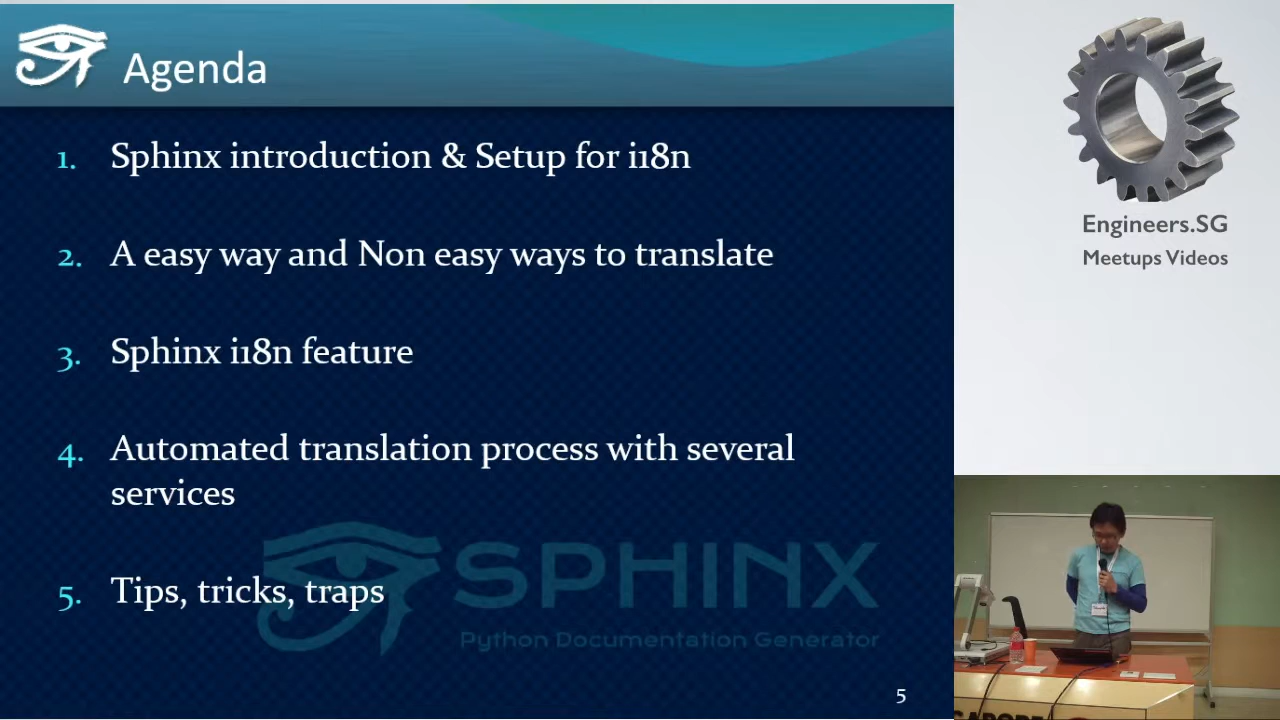 Agenda
1. Sphinx introduction & Setup for i18n
2. A easy way and Non easy ways to translate
3. Sphinx i18n feature
4. Automated translation process with several
services
5. Tips, tricks, traps
SPHINX
Python Documentation Generator
5
Engineers.SG
Meetups Videos